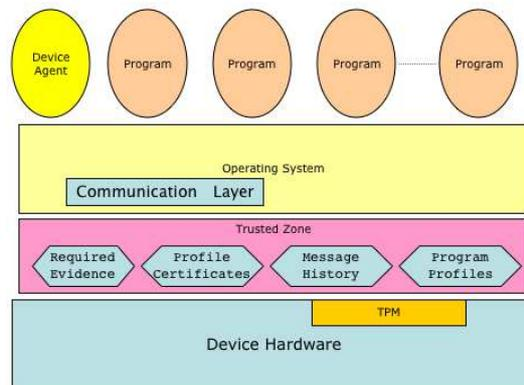 Device
Agent
Program
Program
Program
Program
Operating System
Communication Layer
Trusted Zone
Required
Evidence
Profile
Certificates
Message
History
Program
Profiles
TPM
Device Hardware